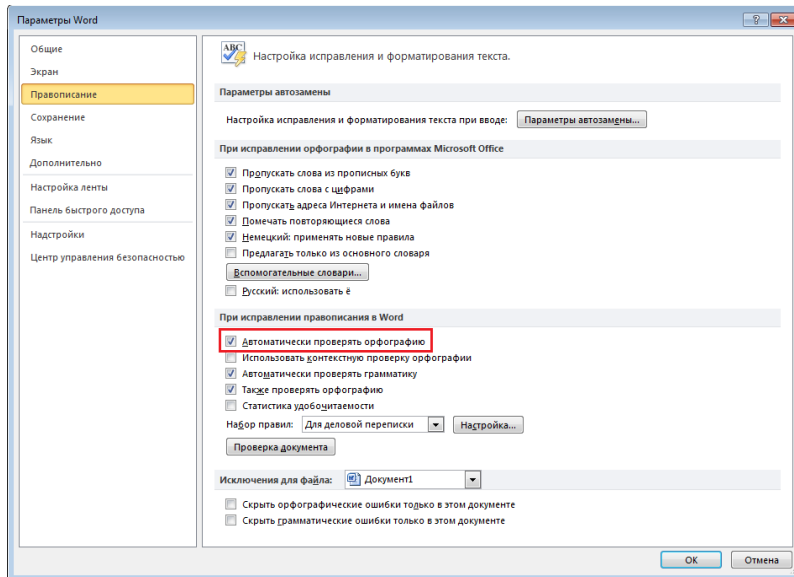 Параметры Word
Общие
Экран
Правописание
Сохранение
Язык
Дополнительно
Настройка ленты
Панель быстрого доступа
Надстройки
Центр управления безопасностью
ABC
Настройка исправления и форматирования текста.
Параметры автозамены
Настройка исправления и форматирования текста при вводе: Параметры автозамены...
При исправлении орфографии в программах Microsoft Office
Пропускать слова из прописных букв
Пропускать слова с цифрами
Пропускать адреса Интернета и имена файлов
Помечать повторяющиеся слова
Немецкий: применять новые правила
Предлагать только из основного словаря
Вспомогательные словари...
Русский: использовать ё
При исправлении правописания в Word
Автоматически проверять орфографию
Использовать контекстную проверку орфографии
Автоматически проверять грамматику
Также проверять орфографию
Статистика удобочитаемости
Набор правил: Для деловой переписки Настройка...
Проверка документа
Исключения для файла: Документ1
Скрыть орфографические ошибки только в этом документе
Скрыть грамматические ошибки только в этом документе
ОК Отмена